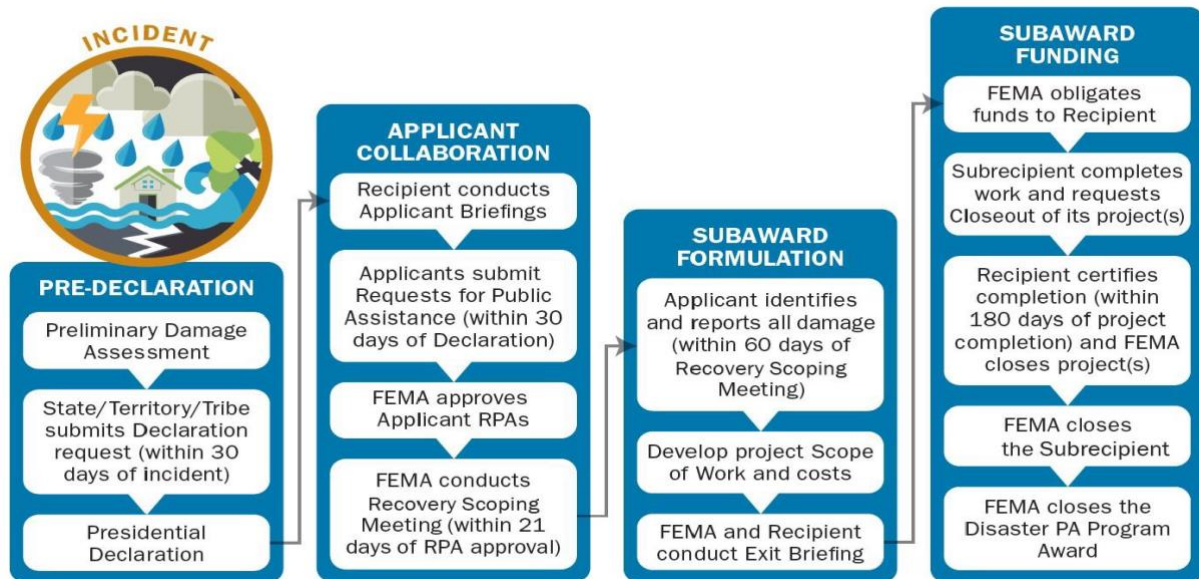 INCIDENT
PRE-DECLARATION
Preliminary Damage
Assessment
State/Territory/Tribe
submits Declaration
request (within 30
days of incident)
Presidential
Declaration
APPLICANT
COLLABORATION
Recipient conducts
Applicant Briefings
Applicants submit
Requests for Public
Assistance (within 30
days of Declaration)
FEMA approves
Applicant RPAs
FEMA conducts
Recovery Scoping
Meeting (within 21
days of RPA approval)
SUBAWARD
FORMULATION
Applicant identifies
and reports all damage
(within 60 days of
Recovery Scoping
Meeting)
Develop project Scope
of Work and costs
FEMA and Recipient
conduct Exit Briefing
SUBAWARD
FUNDING
FEMA obligates
funds to Recipient
Subrecipient completes
work and requests
Closeout of its project(s)
Recipient certifies
completion (within
180 days of project
completion) and FEMA
closes project(s)
FEMA closes
the Subrecipient
FEMA closes the
Disaster PA Program
Award